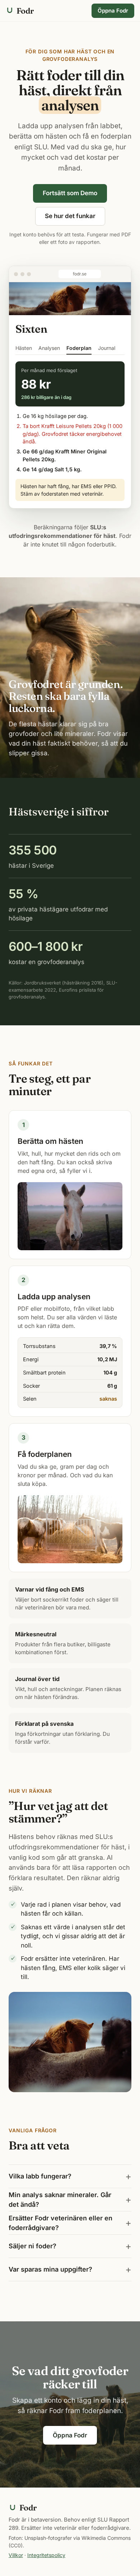 Fodr
Öppna Fodr
FÖR DIG SOM HAR HÄST OCH EN
GROVFODERANALYS
Rätt foder till din
häst, direkt från
analysen
Ladda upp analysen från labbet,
berätta om hästen och få en foderplan
enligt SLU. Med vad du ska ge, hur
mycket och vad det kostar per
månad.
Fortsätt som Demo
Se hur det funkar
Inget konto behövs för att testa. Fungerar med PDF
eller ett foto av rapporten.
fodr.se
Sixten
Hästen
Analysen
Foderplan
Journal
Per månad med förslaget
88 kr
286 kr billigare än i dag
1. Ge 16 kg hösilage per dag.
2. Ta bort Krafft Leisure Pellets 20kg (1 000
g/dag). Grovfodret täcker energibehovet
ändå.
3. Ge 66 g/dag Krafft Miner Original
Pellets 20kg.
4. Ge 14 g/dag Salt 1,5 kg.
Hästen har haft fång, har EMS eller PPID.
Stäm av foderstaten med veterinär.
Beräkningarna följer SLU:s
utfodringsrekommendationer för häst. Fodr
är inte knuten till någon foderbutik.
Grovfodret är grunden.
Resten ska bara fylla
luckorna.
De flesta hästar klarar sig på bra
grovfoder och lite mineraler. Fodr visar
vad din häst faktiskt behöver, så att du
slipper gissa.
Hästsverige i siffror
355 500
hästar i Sverige
55 %
av privata hästägare utfodrar med
hösilage
600–1 800 kr
kostar en grovfoderanalys
Källor: Jordbruksverket (hästräkning 2016), SLU-
examensarbete 2022, Eurofins prislista för
grovfoderanalys.
SÅ FUNKAR DET
Tre steg, ett par
minuter
1
Berätta om hästen
Vikt, hull, hur mycket den rids och om
den haft fång. Du kan också skriva
med dina egna ord, så fyller vi i.
2
Ladda upp analysen
PDF eller mobilfoto, från vilket labb
som helst. Du ser alla värden vi läste
ut och kan rätta dem.
Torrsubstans 39,7 %
Energi 10,2 MJ
Smältbart protein 104 g
Socker 61 g
Selen saknas
3
Få foderplanen
Vad du ska ge, gram per dag och
kronor per månad. Och vad du kan
sluta köpa.
Varnar vid fång och EMS
Väljer bort sockerrikt foder och säger till
när veterinären bör vara med.
Märkesneutral
Produkter från flera butiker, billigaste
kombinationen först.
Journal över tid
Vikt, hull och anteckningar. Planen räknas
om när hästen förändras.
Förklarat på svenska
Inga förkortningar utan förklaring. Du
förstår varför.
HUR VI RÄKNAR
”Hur vet jag att det
stämmer?”
Hästens behov räknas med SLU:s
utfodringsrekommendationer för häst, i
vanlig kod som går att granska. AI
används bara för att läsa rapporten och
förklara resultatet. Den räknar aldrig
själv.
Varje rad i planen visar behov, vad
hästen får och källan.
Saknas ett värde i analysen står det
tydligt, och vi gissar aldrig att det är
noll.
Fodr ersätter inte veterinären. Har
hästen fång, EMS eller kolik säger vi
till.
VANLIGA FRÅGOR
Bra att veta
Vilka labb fungerar?
Min analys saknar mineraler. Går
det ändå?
Ersätter Fodr veterinären eller en
foderrådgivare?
Säljer ni foder?
Var sparas mina uppgifter?
Se vad ditt grovfoder
räcker till
Skapa ett konto och lägg in din häst,
så räknar Fodr fram foderplanen.
Öppna Fodr
Fodr
Fodr är i betaversion. Behov enligt SLU Rapport
289. Ersätter inte veterinär eller foderrådgivare.
Foton: Unsplash-fotografer via Wikimedia Commons
(CC0).
Villkor · Integritetspolicy